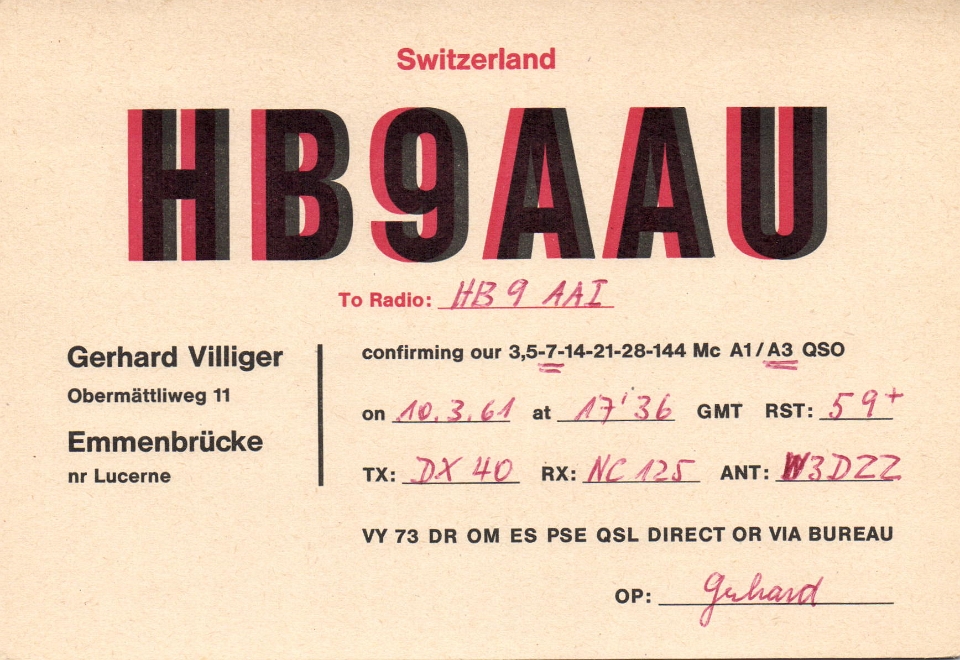 Switzerland
HB9AAU
To Radio: HB 9 AAI
Gerhard Villiger
Obermättliweg 11
Emmenbrücke
nr Lucerne
confirming our 3,5-7-14-21-28-144 Mc A1/A3 QSO
on 10.3.61 at 17'36 GMT RST: 59+
TX: DX 40 RX: NC 125 ANT: W3DZZ
VY 73 DR OM ES PSE QSL DIRECT OR VIA BUREAU
OP: Gerhard